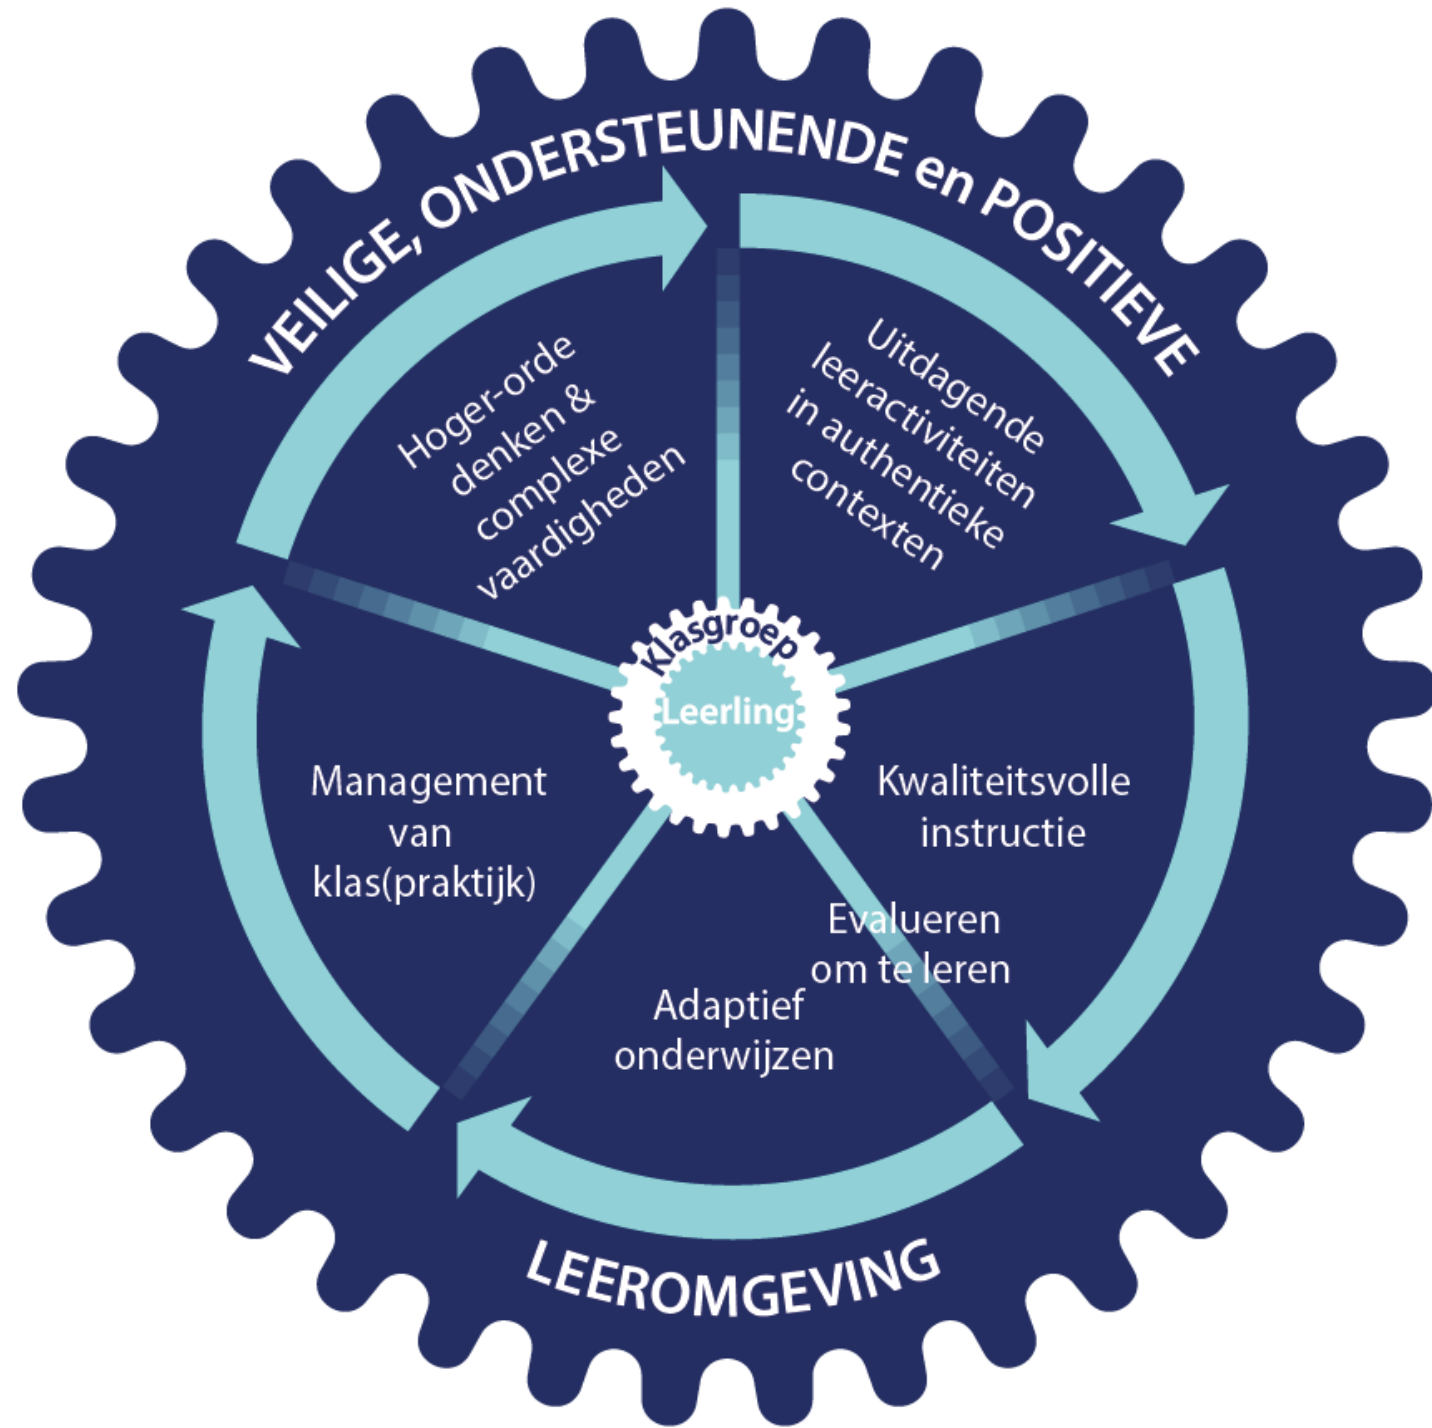 VEILIGE, ONDERSTEUNENDE en POSITIEVE
Hoger-orde
denken &
complexe
vaardigheden
Uitdagende
leeractiviteiten
in authentieke
contexten
Klasgroep
Leerling
Management
van
klas(praktijk)
Kwaliteitsvolle
instructie
Evalueren
om te leren
Adaptief
onderwijzen
LEEROMGEVING